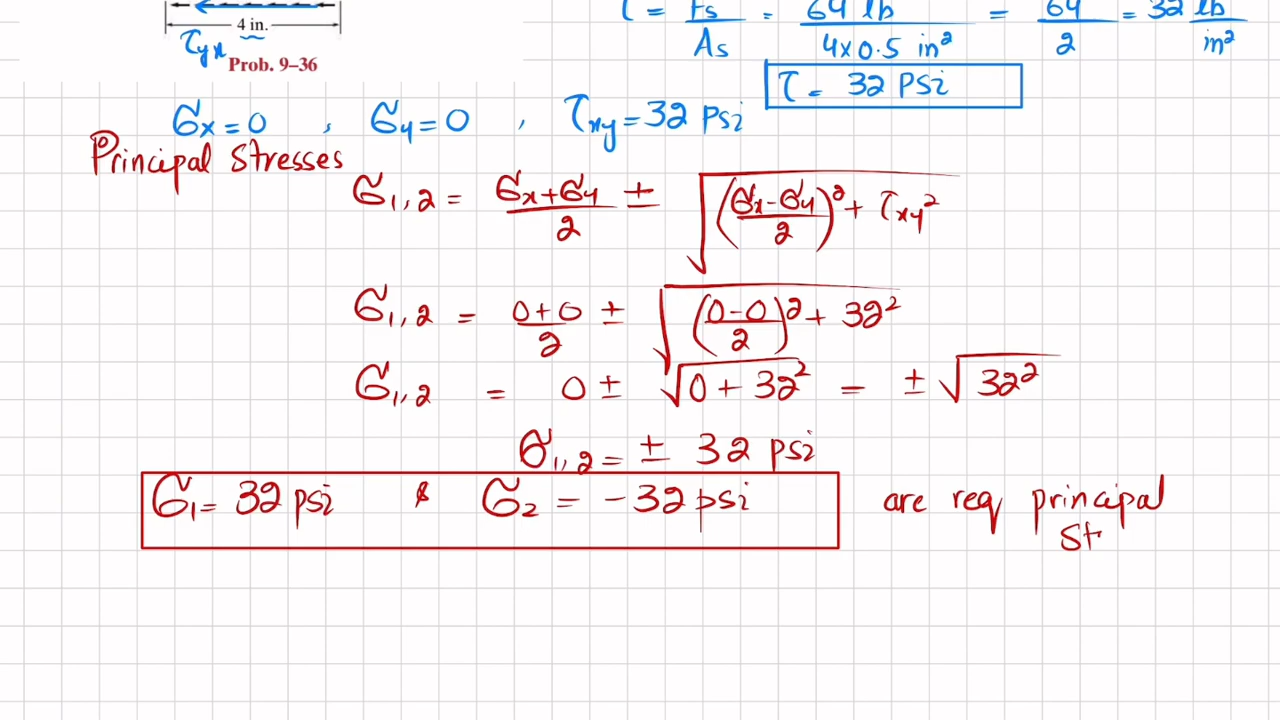 τ = Fs/As = 64 lb / 4x0.5 in² = 64/2 = 32 lb/in²
4 in.
τyx
Prob. 9–36
τ = 32 PSi
σx=0 , σy=0 , τxy=32 psi
Principal Stresses
σ1,2 = (σx+σy)/2 ± √((σx-σy)/2)² + τxy²
σ1,2 = (0+0)/2 ± √((0-0)/2)² + 32²
σ1,2 = 0 ± √0+32² = ± √32²
σ1,2 = ± 32 psi
σ1= 32 psi & σ2 = -32 psi are req principal
St